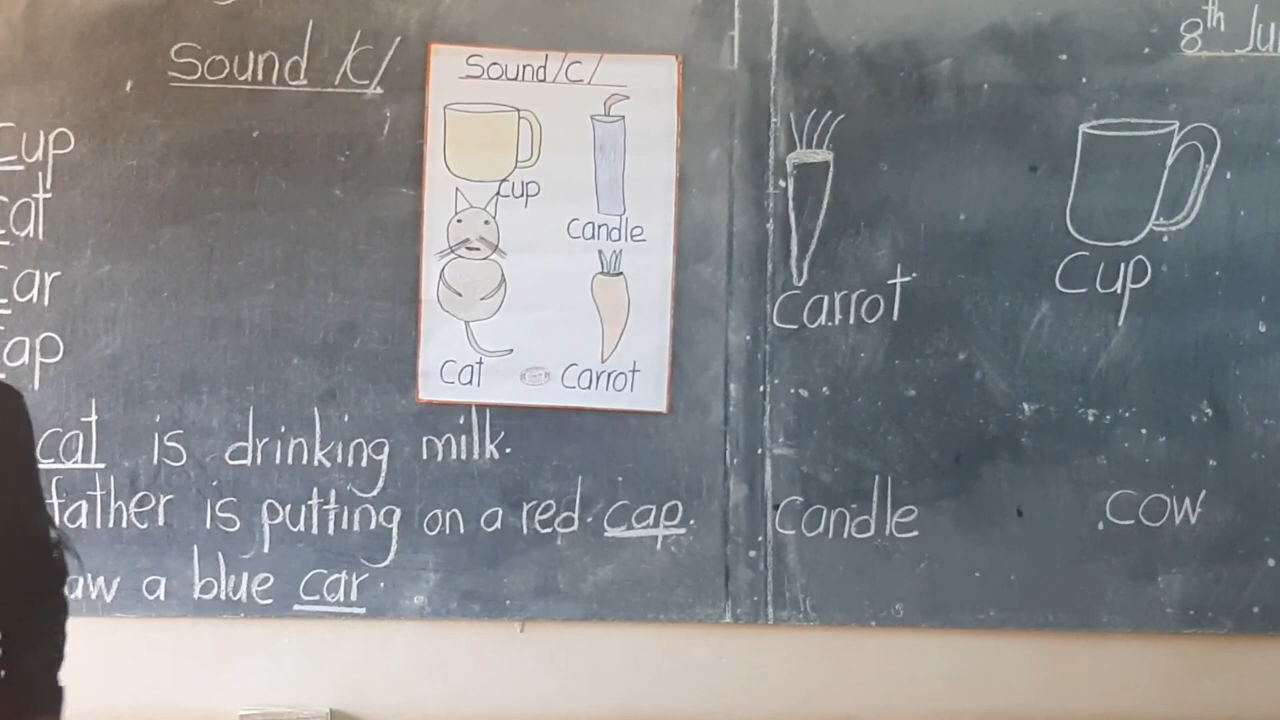 Sound /c/
cup
cat
car
cap
cat is drinking milk.
father is putting on a red cap.
aw a blue car.
Sound /c/
cup
candle
cat
carrot
8th Ju
carrot
cup
candle
cow